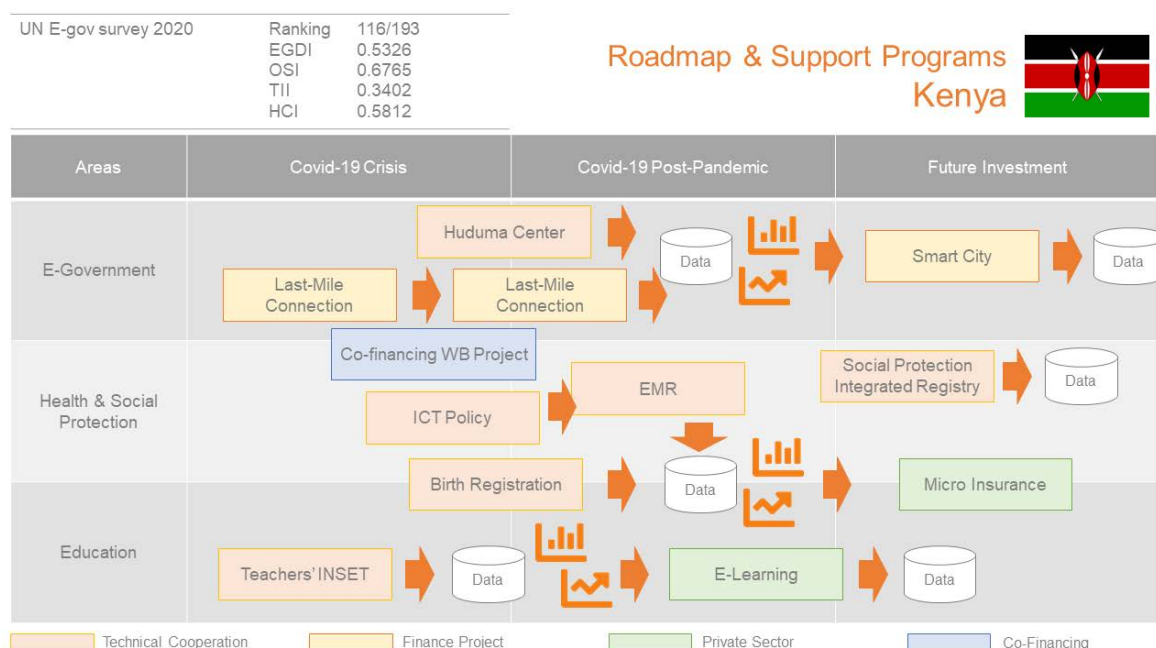 UN E-gov survey 2020
Ranking 116/193
EGDI 0.5326
OSI 0.6765
TII 0.3402
HCI 0.5812
Roadmap & Support Programs
Kenya
Areas
Covid-19 Crisis
Covid-19 Post-Pandemic
Future Investment
E-Government
Huduma Center
Last-Mile
Connection
Last-Mile
Connection
Data
Smart City
Data
Co-financing WB Project
Health & Social
Protection
ICT Policy
EMR
Social Protection
Integrated Registry
Data
Birth Registration
Data
Micro Insurance
Education
Teachers' INSET
Data
E-Learning
Data
Technical Cooperation
Finance Project
Private Sector
Co-Financing